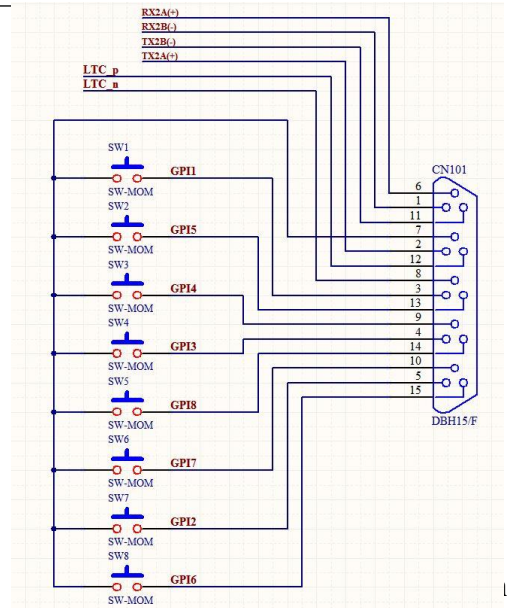 RX2A(+)
RX2B(-)
TX2B(-)
TX2A(+)
LTC_p
LTC_n
SW1
GPI1
SW-MOM
SW2
GPI5
SW-MOM
SW3
GPI4
SW-MOM
SW4
GPI3
SW-MOM
SW5
GPI8
SW-MOM
SW6
GPI7
SW-MOM
SW7
GPI2
SW-MOM
SW8
GPI6
SW-MOM
CN101
6
1
11
7
2
12
8
3
13
9
4
14
10
5
15
DBH15/F